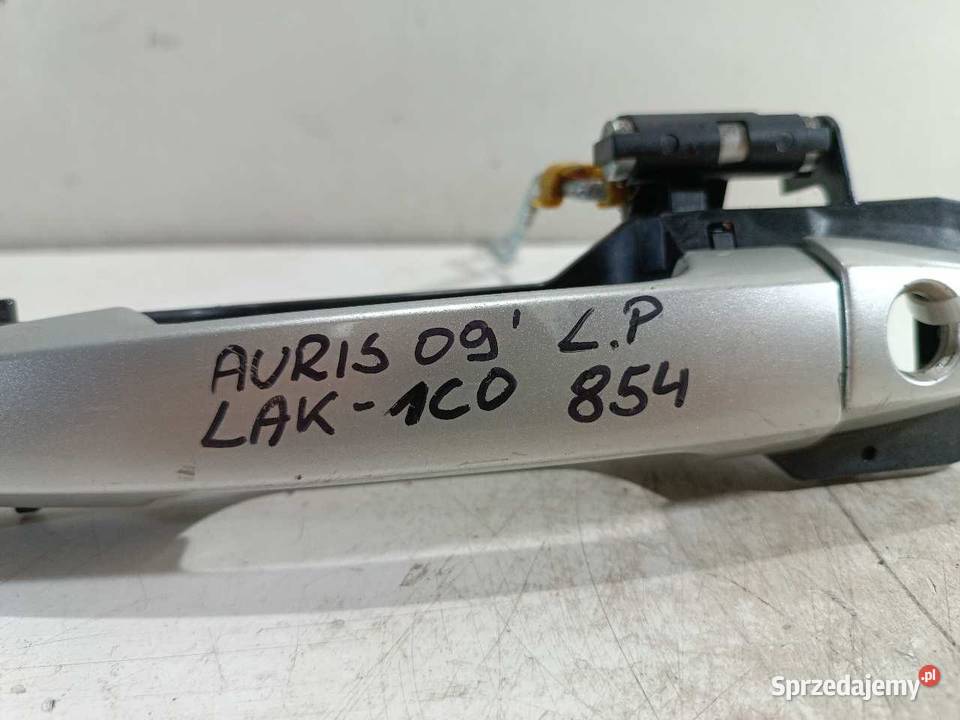 AURIS 09' L.P
LAK-1C0 854
Sprzedajemy.pl